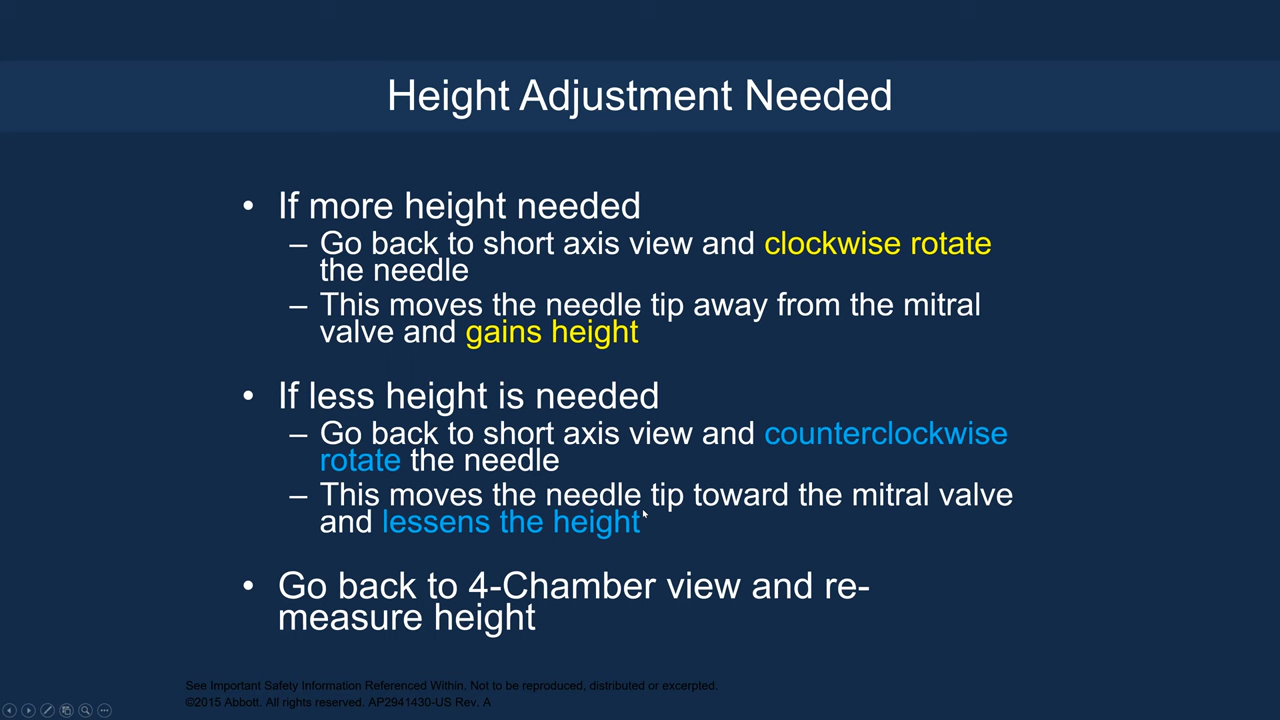 Height Adjustment Needed
• If more height needed
– Go back to short axis view and clockwise rotate
the needle
– This moves the needle tip away from the mitral
valve and gains height
• If less height is needed
– Go back to short axis view and counterclockwise
rotate the needle
– This moves the needle tip toward the mitral valve
and lessens the height
• Go back to 4-Chamber view and re-
measure height
See Important Safety Information Referenced Within. Not to be reproduced, distributed or excerpted.
©2015 Abbott. All rights reserved. AP2941430-US Rev. A